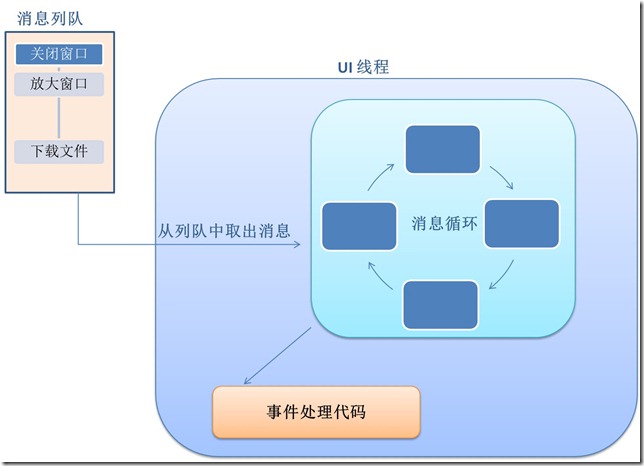 消息列队
关闭窗口
放大窗口
下载文件
UI 线程
从列队中取出消息
消息循环
事件处理代码